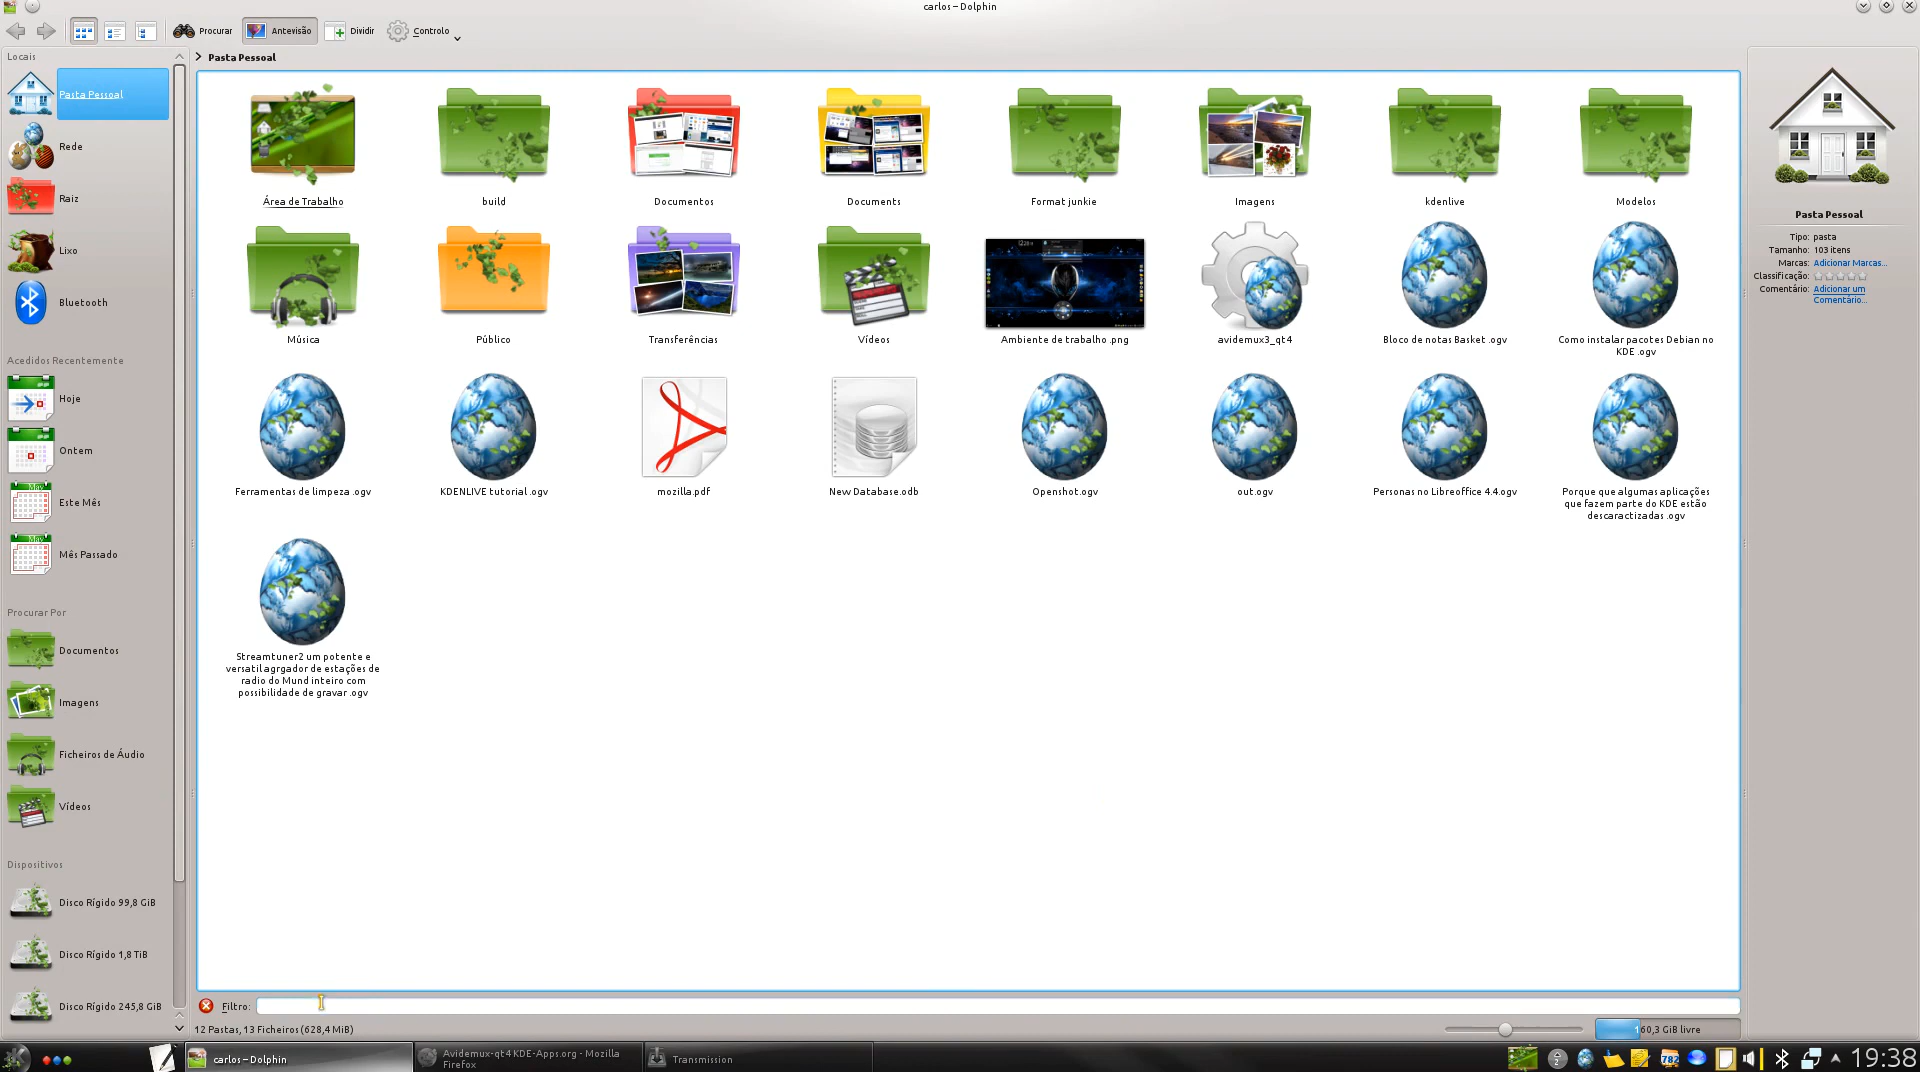 carlos – Dolphin
Procurar
Antevisão
Dividir
Controlo
Locais
Pasta Pessoal
Rede
Raiz
Lixo
Bluetooth
Acedidos Recentemente
Hoje
Ontem
Este Mês
Mês Passado
Procurar Por
Documentos
Imagens
Ficheiros de Áudio
Vídeos
Dispositivos
Disco Rígido 99,8 GiB
Disco Rígido 1,8 TiB
Disco Rígido 245,8 GiB
> Pasta Pessoal
Área de Trabalho
build
Documentos
Documents
Format junkie
Imagens
kdenlive
Modelos
Música
Público
Transferências
Vídeos
Ambiente de trabalho .png
avidemux3_qt4
Bloco de notas Basket .ogv
Como instalar pacotes Debian no
KDE .ogv
Ferramentas de limpeza .ogv
KDENLIVE tutorial .ogv
mozilla.pdf
New Database.odb
Openshot.ogv
out.ogv
Personas no Libreoffice 4.4.ogv
Porque que algumas aplicações
que fazem parte do KDE estão
descaractizadas .ogv
Streamtuner2 um potente e
versatil agrgador de estações de
radio do Mund inteiro com
possibilidade de gravar .ogv
Pasta Pessoal
Tipo: pasta
Tamanho: 103 itens
Marcas: Adicionar Marcas...
Classificação:
Comentário: Adicionar um
Comentário...
Filtro:
12 Pastas, 13 Ficheiros (628,4 MiB)
160,3 GiB livre
carlos – Dolphin
Avidemux-qt4 KDE-Apps.org - Mozilla
Firefox
Transmission
2
782
19:38